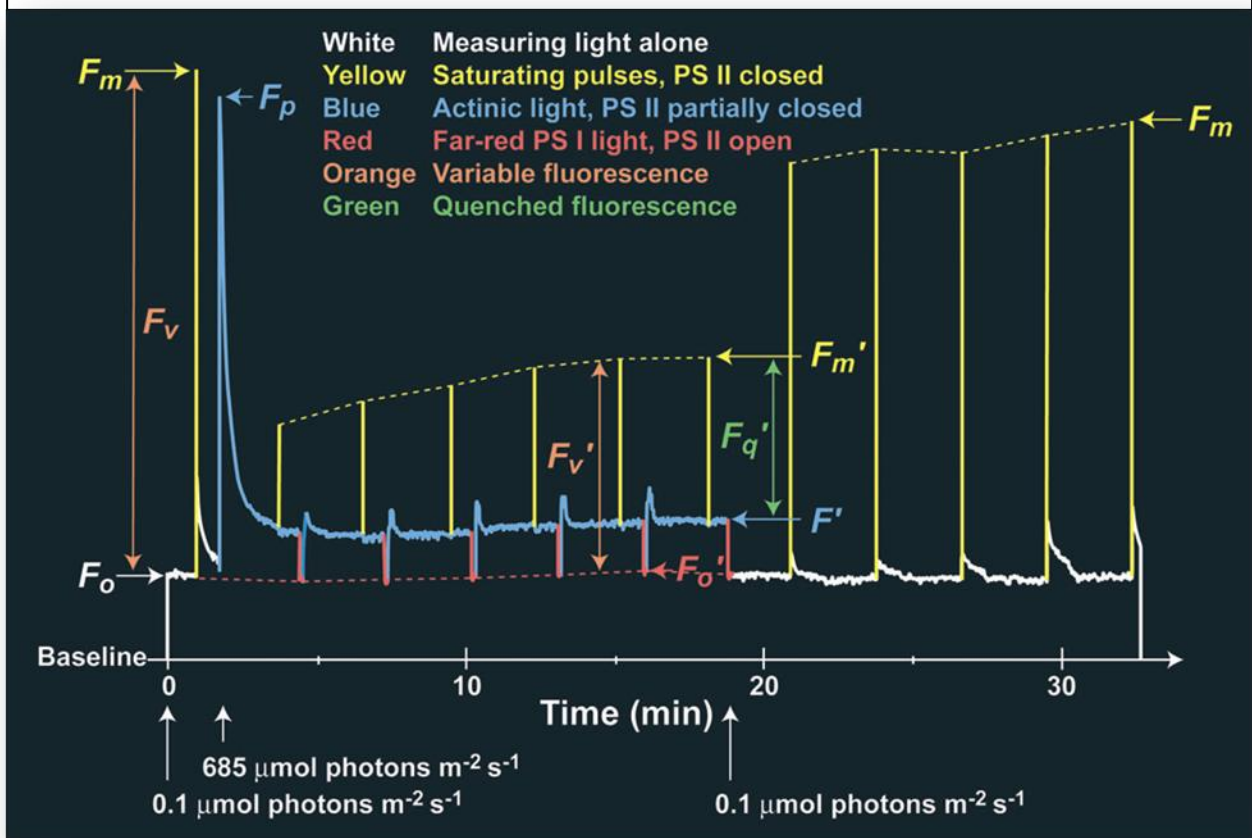 White Measuring light alone
Yellow Saturating pulses, PS II closed
Blue Actinic light, PS II partially closed
Red Far-red PS I light, PS II open
Orange Variable fluorescence
Green Quenched fluorescence
Fm
Fp
Fm
Fv
Fm'
Fq'
Fv'
F'
Fo
Fo'
Baseline
0 10 20 30
Time (min)
685 μmol photons m-2 s-1
0.1 μmol photons m-2 s-1
0.1 μmol photons m-2 s-1